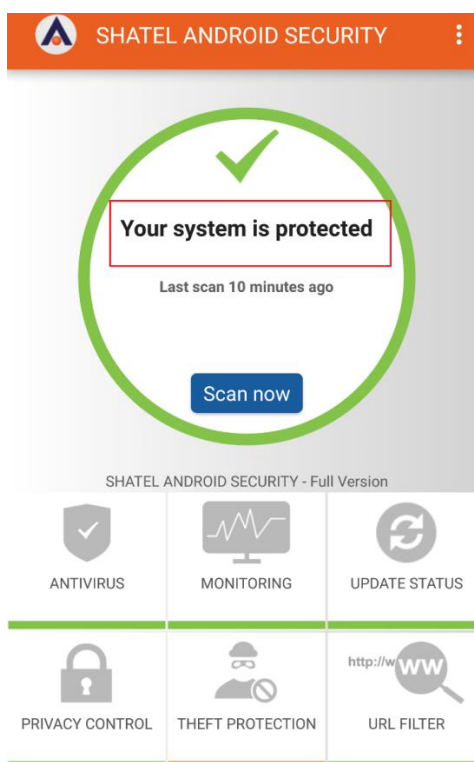 SHATEL ANDROID SECURITY
Your system is protected
Last scan 10 minutes ago
Scan now
SHATEL ANDROID SECURITY - Full Version
ANTIVIRUS
MONITORING
UPDATE STATUS
http://w WW
PRIVACY CONTROL
THEFT PROTECTION
URL FILTER